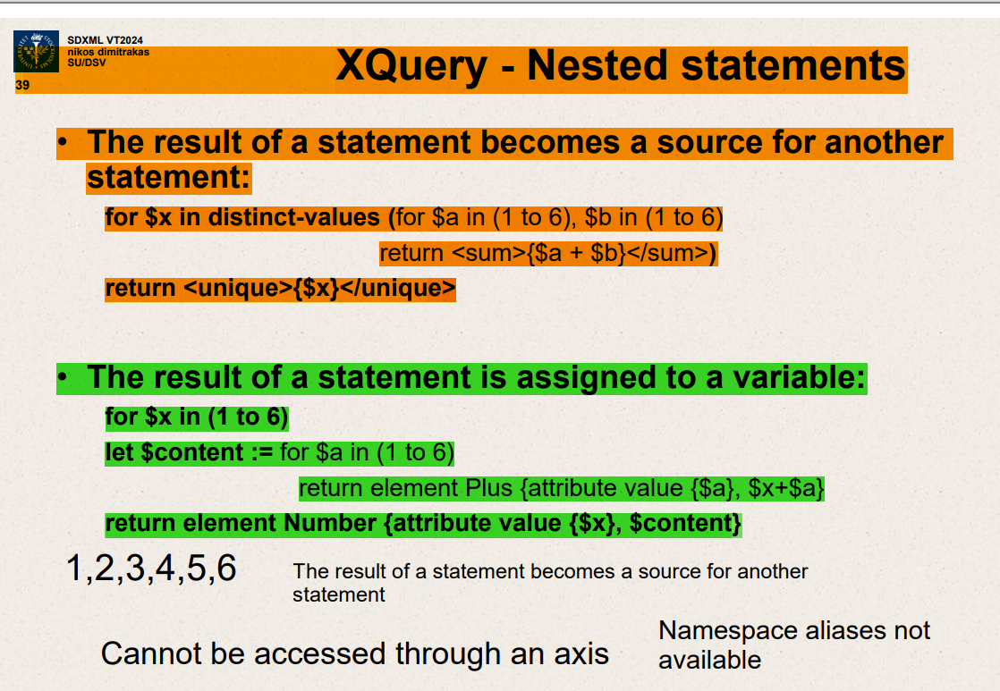 SDXML VT2024
nikos dimitrakas
SU/DSV
39
XQuery - Nested statements
• The result of a statement becomes a source for another
statement:
for $x in distinct-values (for $a in (1 to 6), $b in (1 to 6)
return <sum>{$a + $b}</sum>)
return <unique>{$x}</unique>
• The result of a statement is assigned to a variable:
for $x in (1 to 6)
let $content := for $a in (1 to 6)
return element Plus {attribute value {$a}, $x+$a}
return element Number {attribute value {$x}, $content}
1,2,3,4,5,6
The result of a statement becomes a source for another
statement
Cannot be accessed through an axis
Namespace aliases not
available